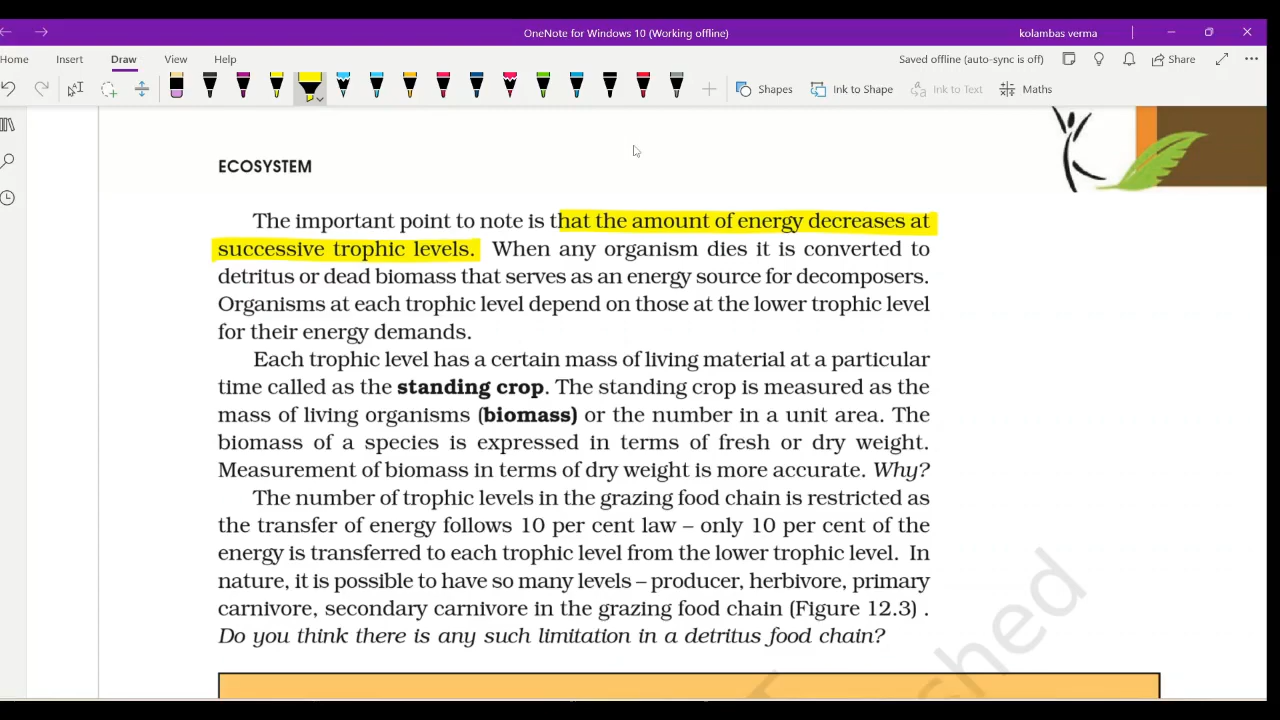 OneNote for Windows 10 (Working offline)
kolambas verma
Home Insert Draw View Help
Saved offline (auto-sync is off)
Share
Shapes
Ink to Shape
Ink to Text
Maths
ECOSYSTEM
The important point to note is that the amount of energy decreases at
successive trophic levels. When any organism dies it is converted to
detritus or dead biomass that serves as an energy source for decomposers.
Organisms at each trophic level depend on those at the lower trophic level
for their energy demands.
Each trophic level has a certain mass of living material at a particular
time called as the standing crop. The standing crop is measured as the
mass of living organisms (biomass) or the number in a unit area. The
biomass of a species is expressed in terms of fresh or dry weight.
Measurement of biomass in terms of dry weight is more accurate. Why?
The number of trophic levels in the grazing food chain is restricted as
the transfer of energy follows 10 per cent law – only 10 per cent of the
energy is transferred to each trophic level from the lower trophic level. In
nature, it is possible to have so many levels – producer, herbivore, primary
carnivore, secondary carnivore in the grazing food chain (Figure 12.3) .
Do you think there is any such limitation in a detritus food chain?